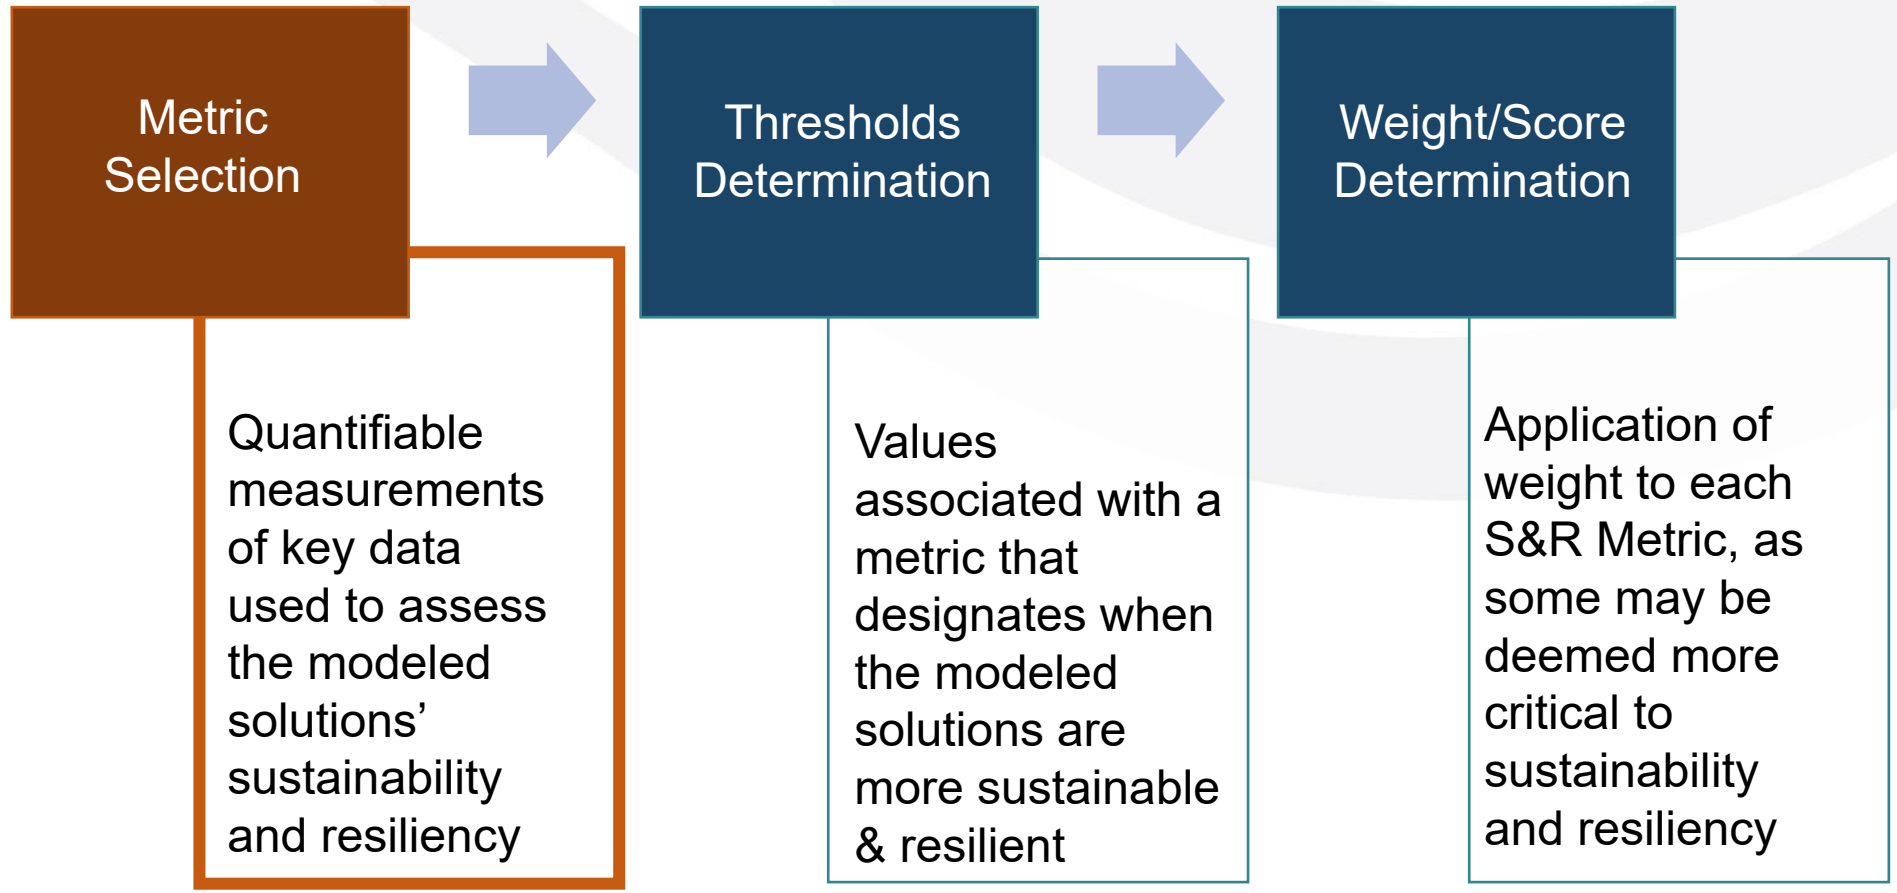 Metric
Selection
Quantifiable
measurements
of key data
used to assess
the modeled
solutions’
sustainability
and resiliency
Thresholds
Determination
Values
associated with a
metric that
designates when
the modeled
solutions are
more sustainable
& resilient
Weight/Score
Determination
Application of
weight to each
S&R Metric, as
some may be
deemed more
critical to
sustainability
and resiliency